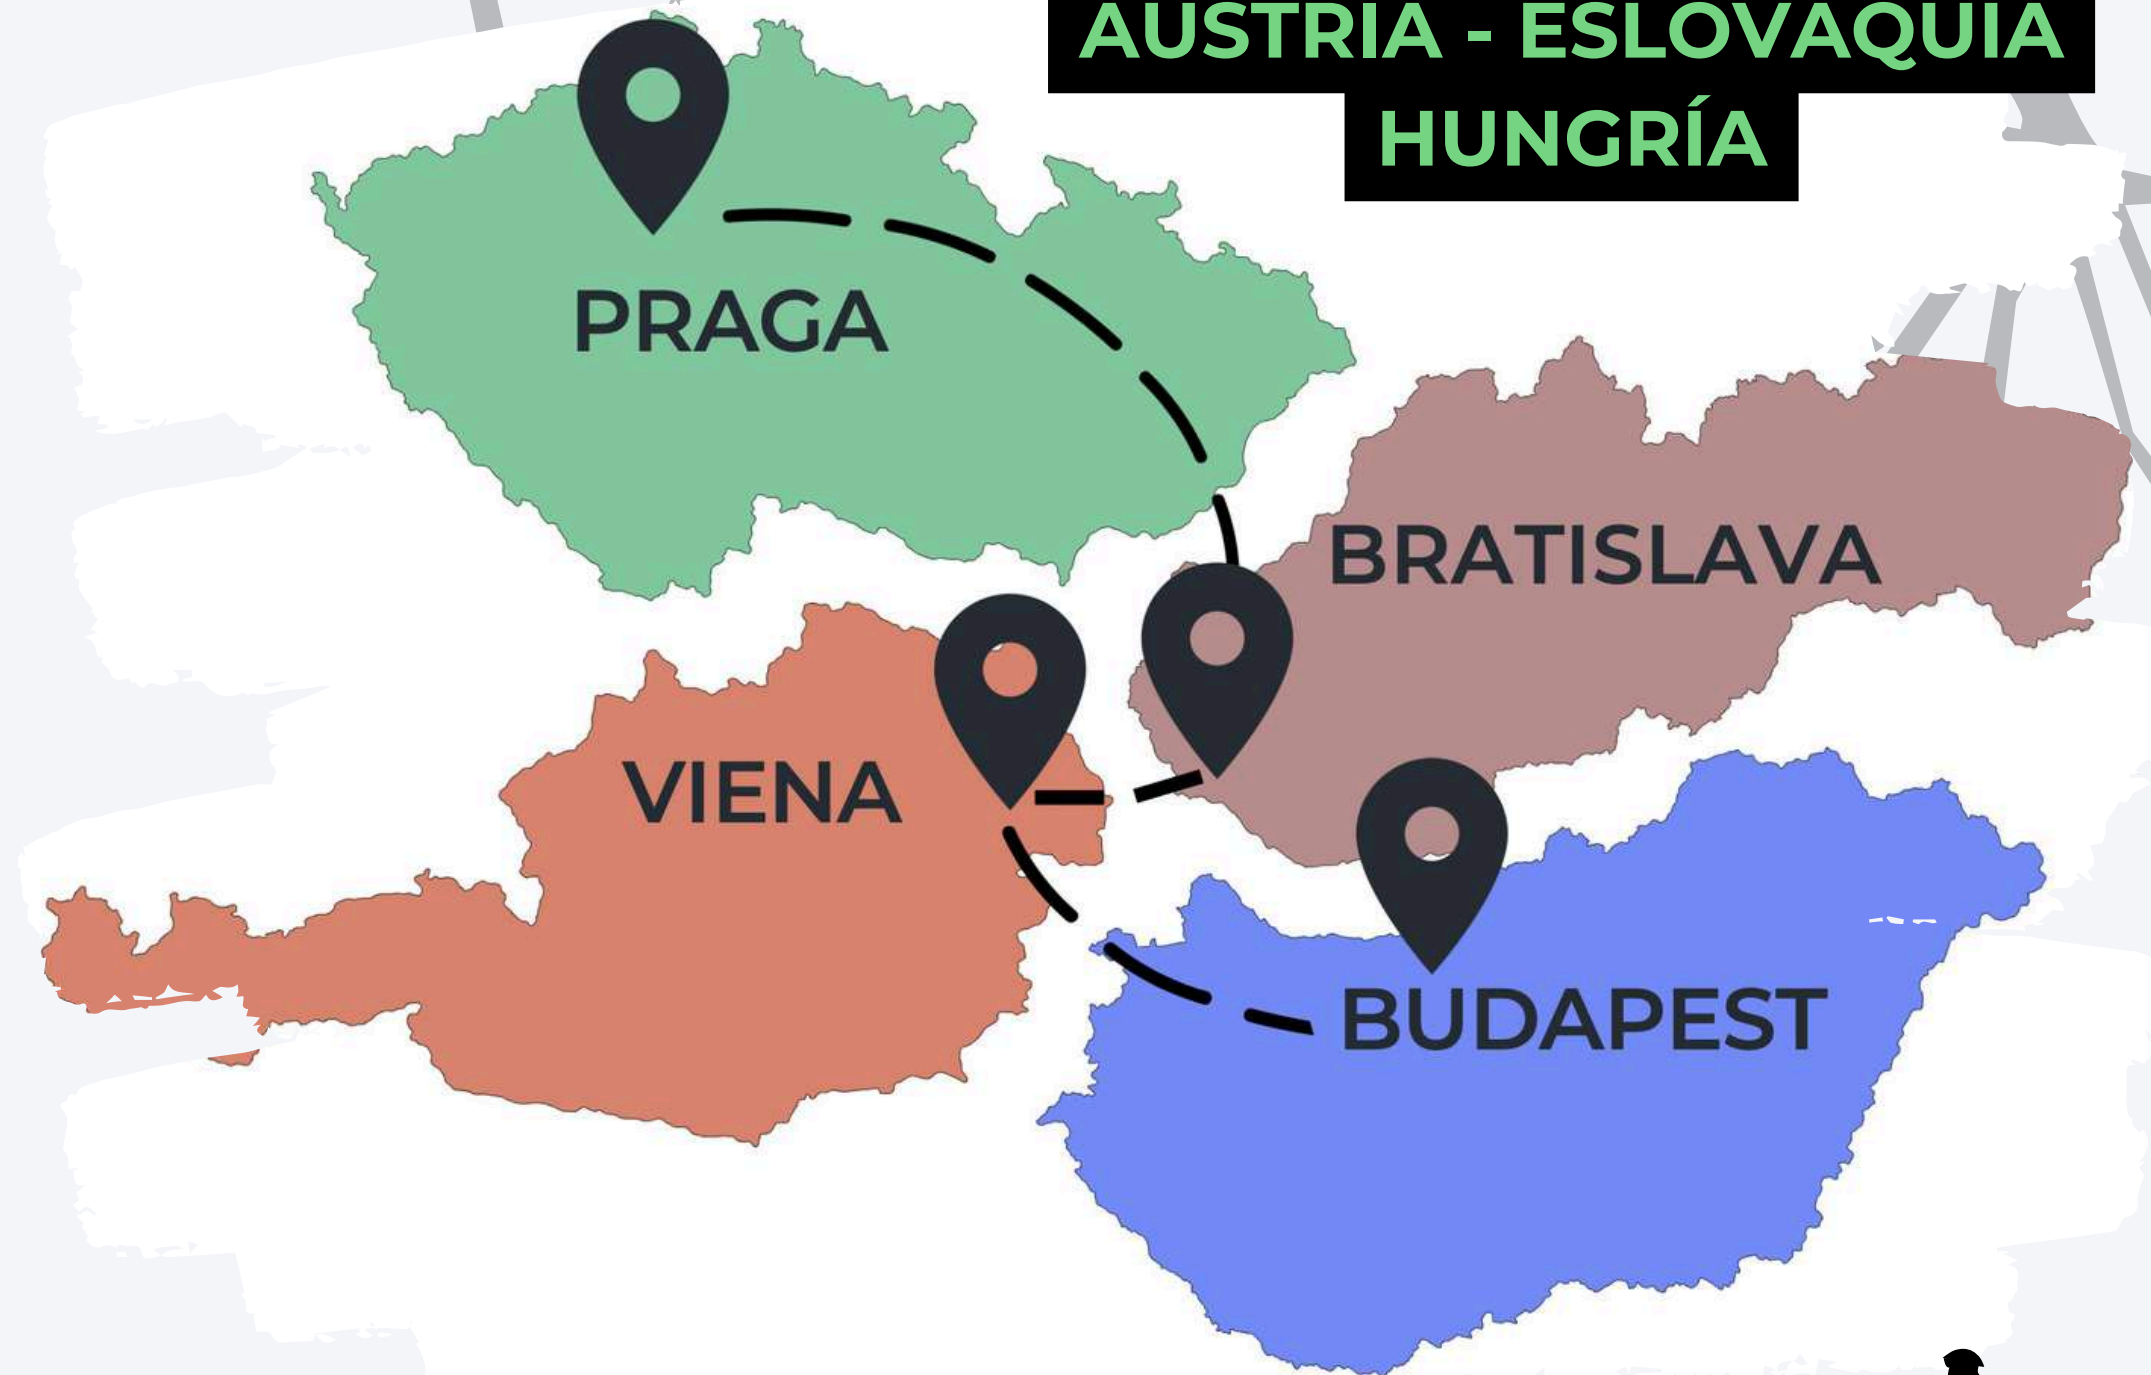 AUSTRIA - ESLOVAQUIA
HUNGRÍA
PRAGA
BRATISLAVA
VIENA
BUDAPEST